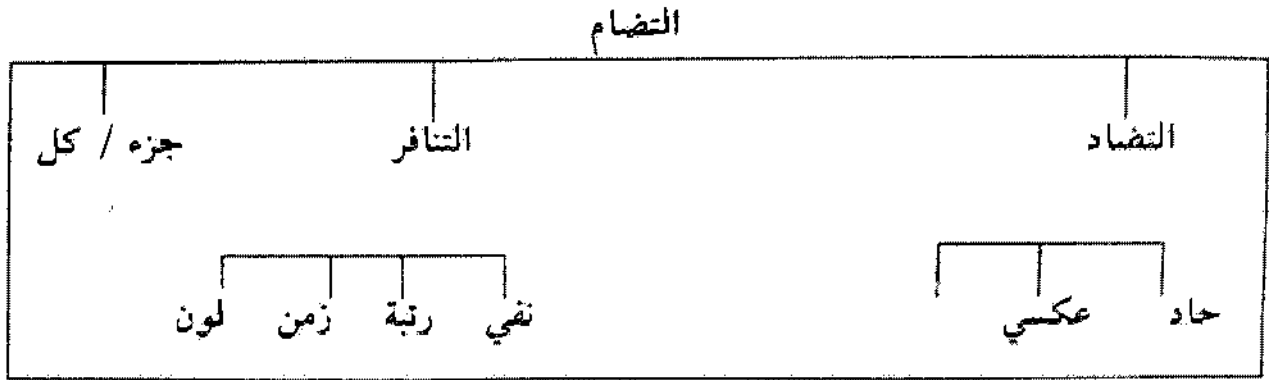 التضام
التضاد التنافر جزء / كل
حاد عكسي نفي رتبة زمن لون